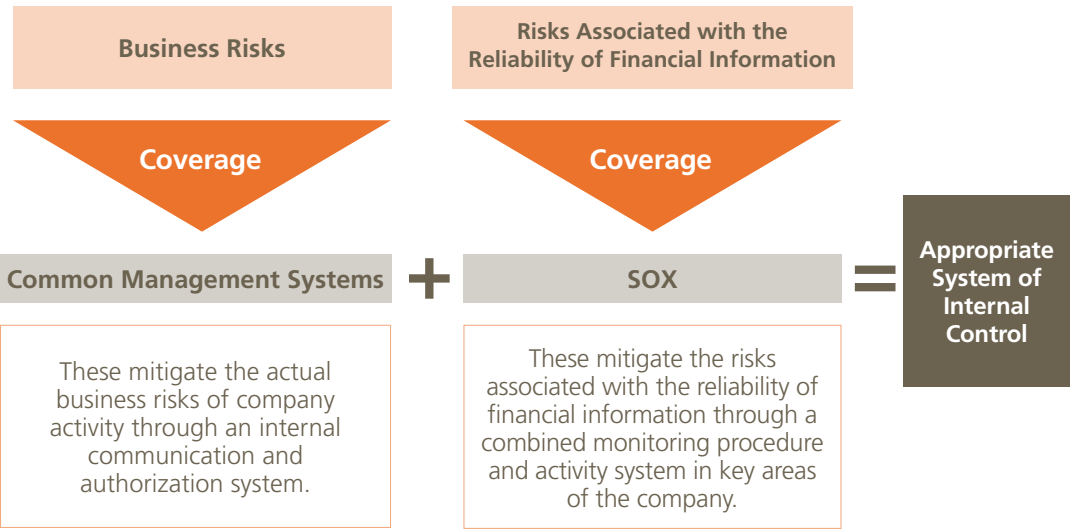 Business Risks
Risks Associated with the
Reliability of Financial Information
Coverage
Coverage
Common Management Systems
+
SOX
=
Appropriate
System of
Internal
Control
These mitigate the actual
business risks of company
activity through an internal
communication and
authorization system.
These mitigate the risks
associated with the reliability of
financial information through a
combined monitoring procedure
and activity system in key areas
of the company.